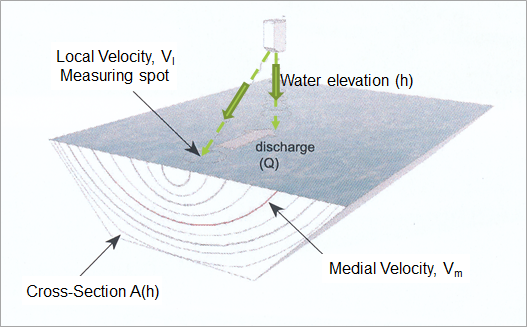 Local Velocity, Vl
Measuring spot
Water elevation (h)
discharge
(Q)
Medial Velocity, Vm
Cross-Section A(h)